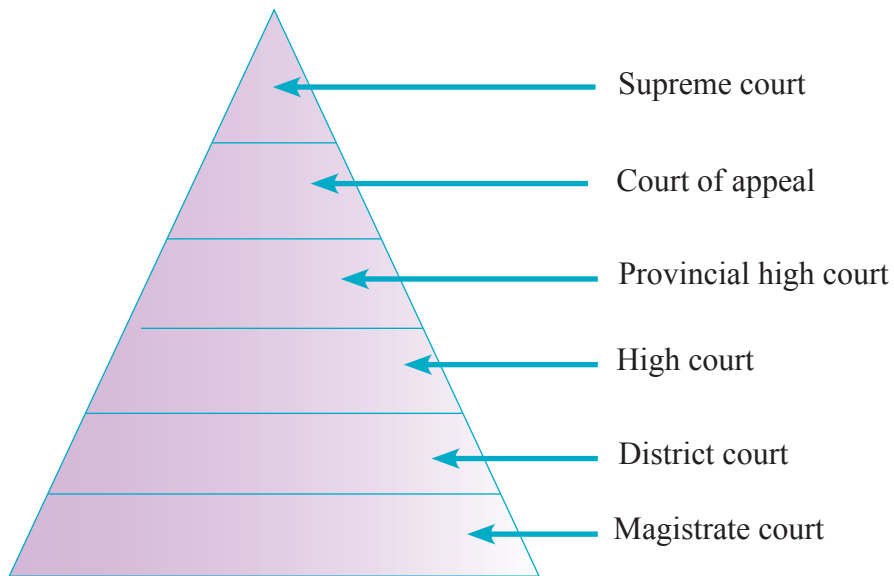 Supreme court
Court of appeal
Provincial high court
High court
District court
Magistrate court